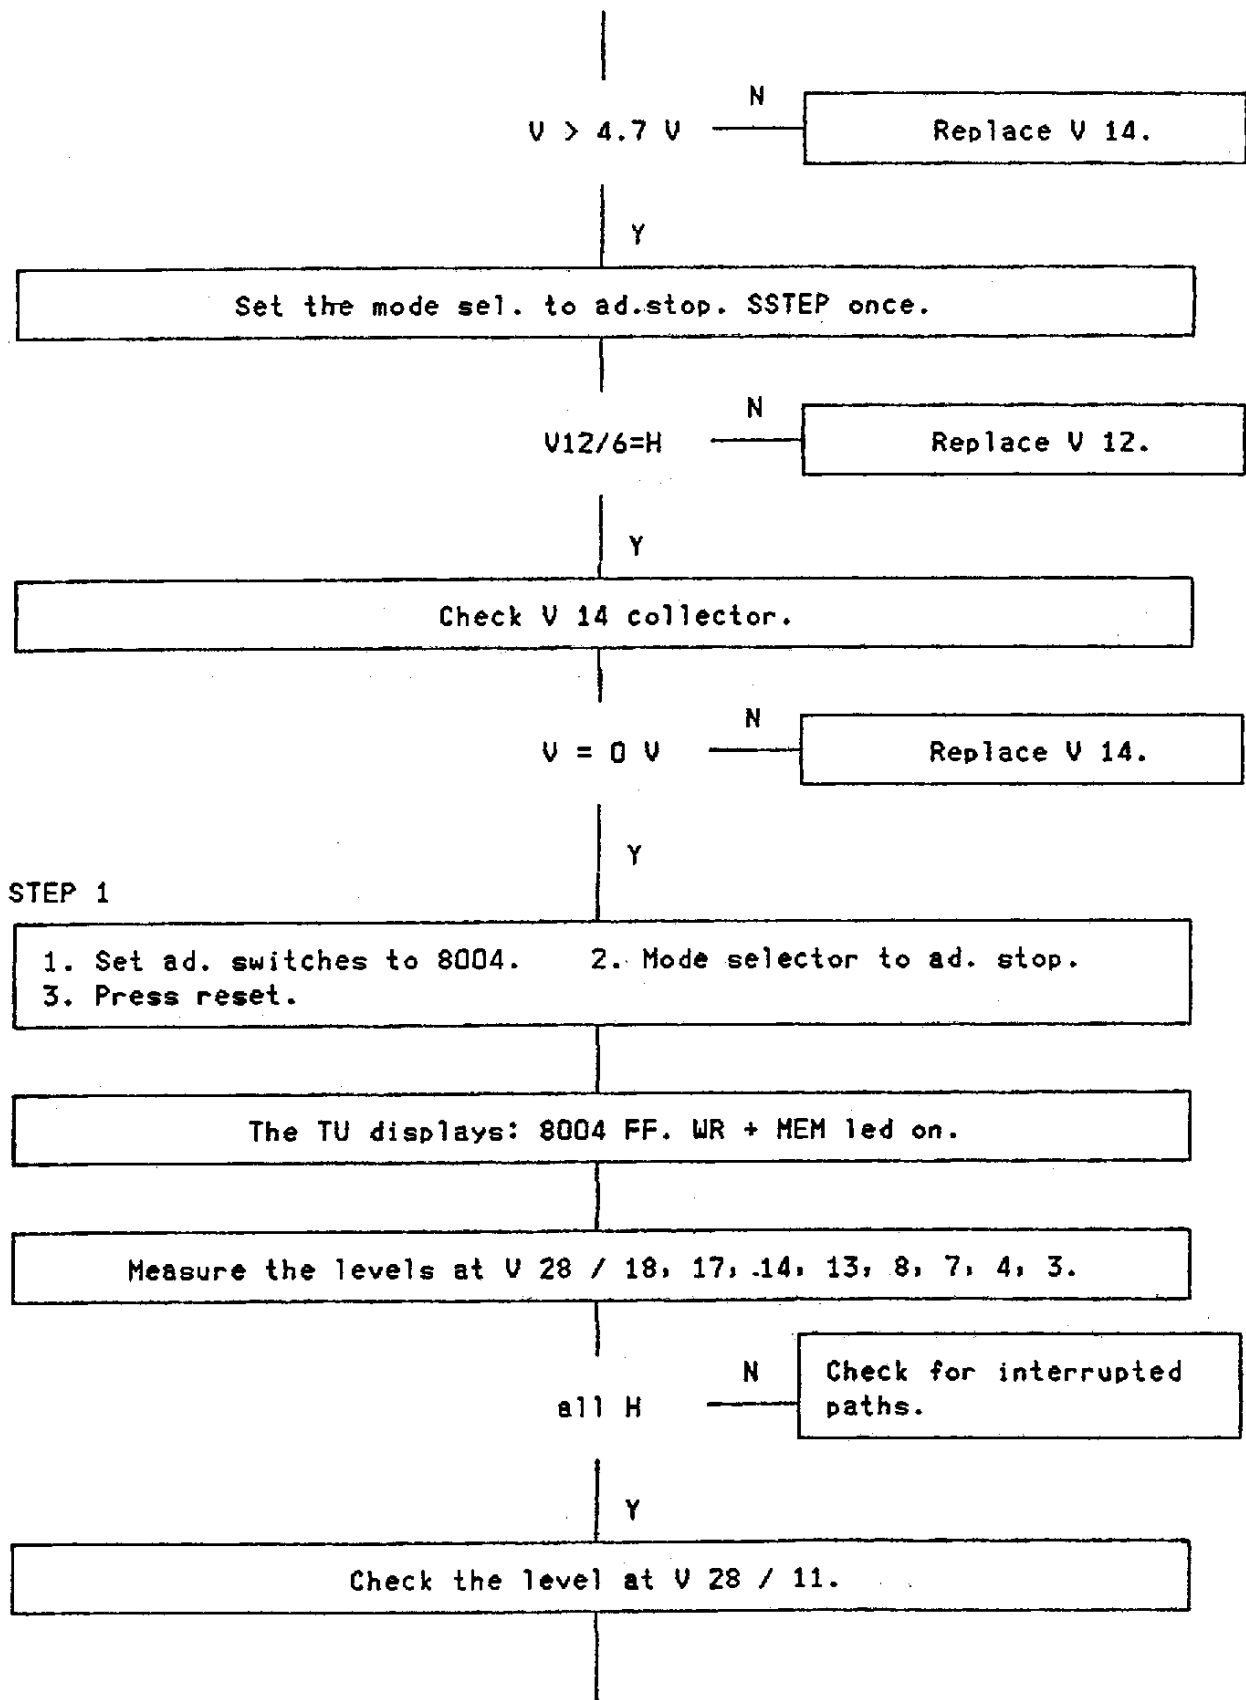 N
V > 4.7 V
Replace V 14.
Y
Set the mode sel. to ad.stop. SSTEP once.
N
V12/6=H
Replace V 12.
Y
Check V 14 collector.
N
V = 0 V
Replace V 14.
Y
STEP 1
1. Set ad. switches to 8004. 2. Mode selector to ad. stop.
3. Press reset.
The TU displays: 8004 FF. WR + MEM led on.
Measure the levels at V 28 / 18, 17, 14, 13, 8, 7, 4, 3.
N
Check for interrupted
all H
paths.
Y
Check the level at V 28 / 11.